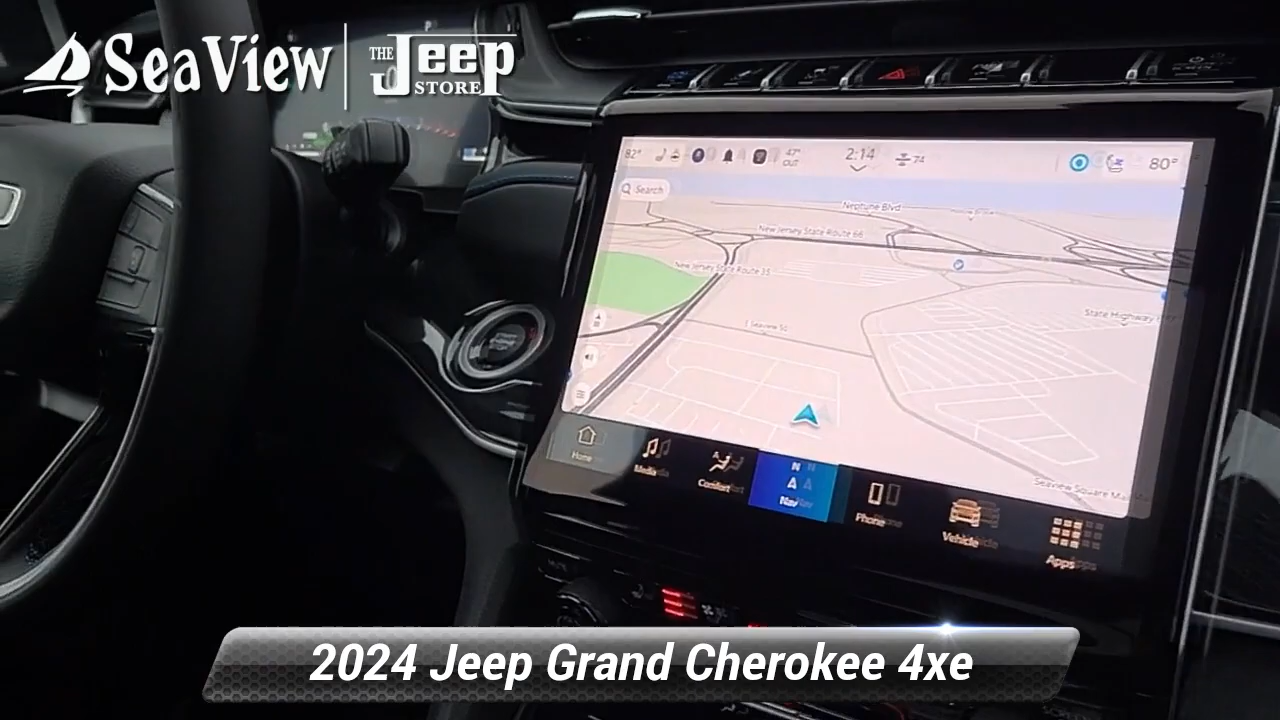 SeaView
THE
Jeep
STORE
82°
47°
OUT
2:14
74
80°
Search
Neptune Blvd
New Jersey State Route 66
New Jersey State Route 35
State Highway
Seaview Square Mall
Home
Media
Comfort
Nav
Phone
Vehicle
Apps
2024 Jeep Grand Cherokee 4xe